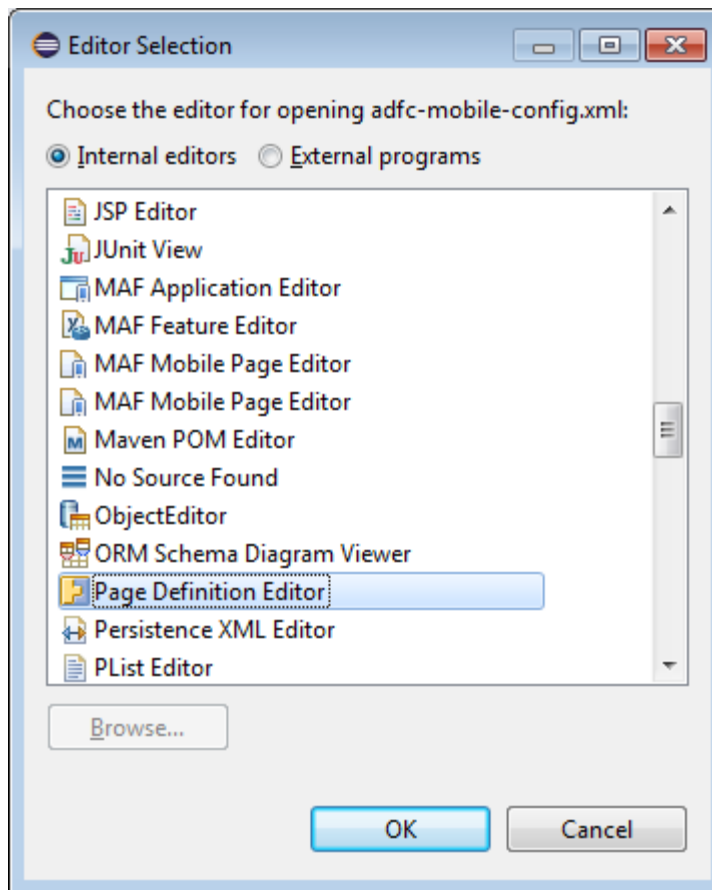 Editor Selection
Choose the editor for opening adfc-mobile-config.xml:
Internal editors External programs
JSP Editor
JUnit View
MAF Application Editor
MAF Feature Editor
MAF Mobile Page Editor
MAF Mobile Page Editor
Maven POM Editor
No Source Found
ObjectEditor
ORM Schema Diagram Viewer
Page Definition Editor
Persistence XML Editor
PList Editor
Browse...
OK Cancel